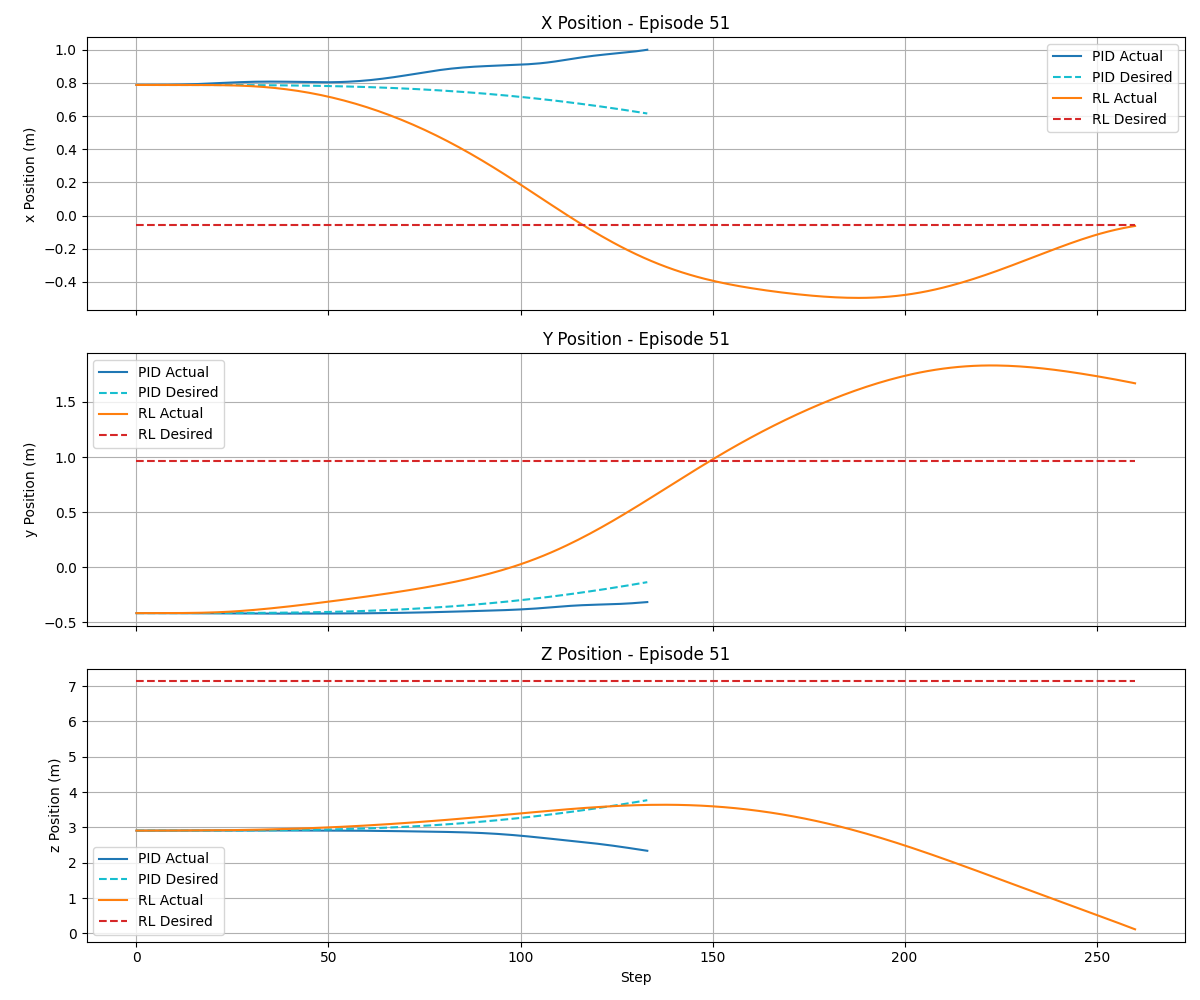 X Position - Episode 51
x Position (m)
1.0
0.8
0.6
0.4
0.2
0.0
−0.2
−0.4
PID Actual
PID Desired
RL Actual
RL Desired
Y Position - Episode 51
y Position (m)
1.5
1.0
0.5
0.0
−0.5
PID Actual
PID Desired
RL Actual
RL Desired
Z Position - Episode 51
z Position (m)
7
6
5
4
3
2
1
0
PID Actual
PID Desired
RL Actual
RL Desired
0 50 100 150 200 250
Step